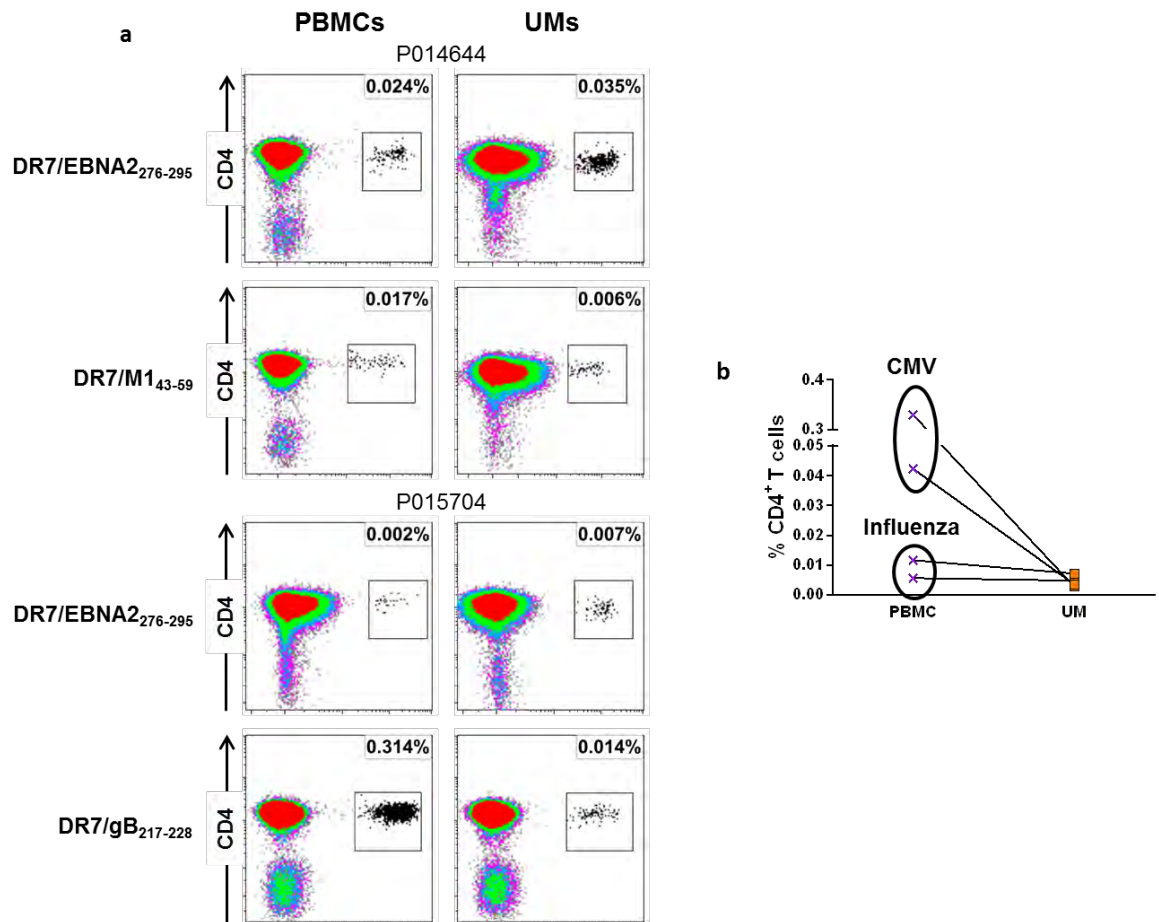 a
PBMCs UMs
P014644
DR7/EBNA2276-295 CD4 0.024% 0.035%
DR7/M143-59 CD4 0.017% 0.006%
P015704
DR7/EBNA2276-295 CD4 0.002% 0.007%
DR7/gB217-228 CD4 0.314% 0.014%
b
CMV
Influenza
% CD4+ T cells
0.4
0.3
0.05
0.04
0.03
0.02
0.01
0.00
PBMC UM